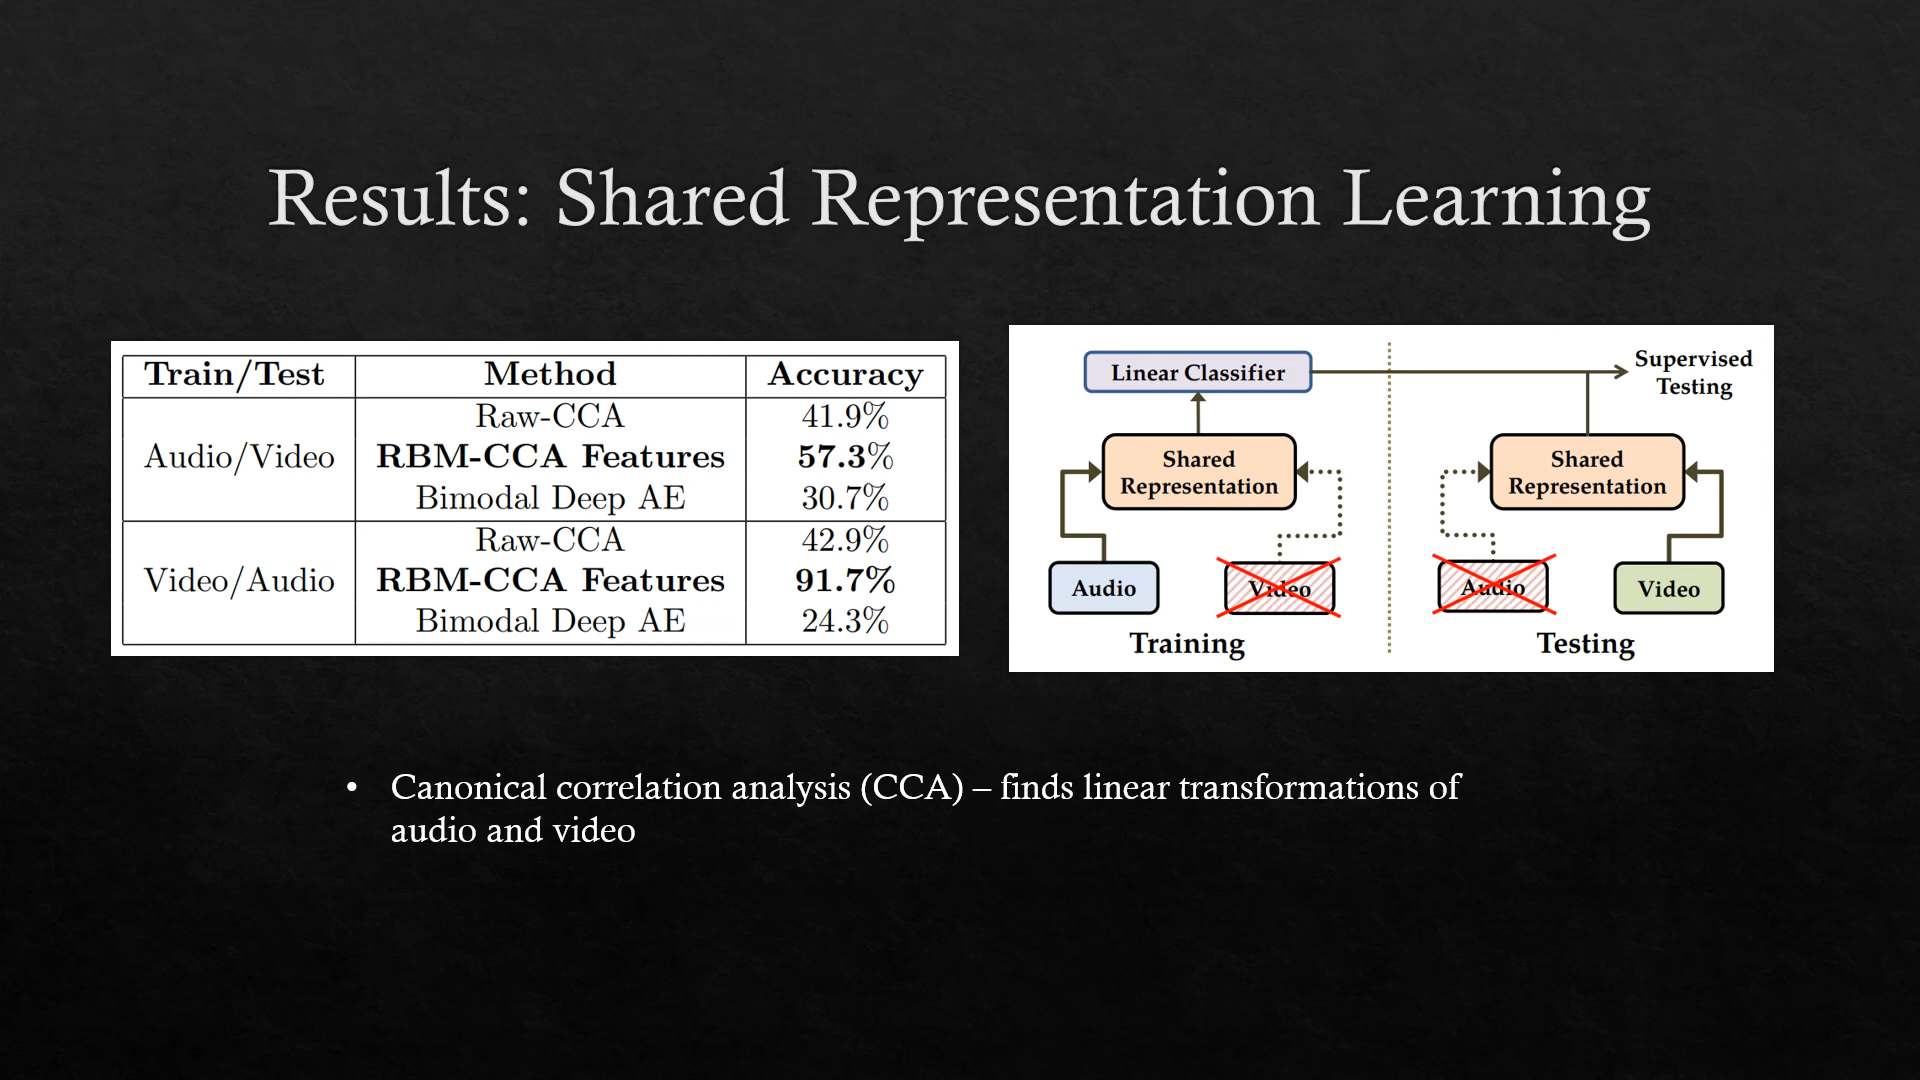 Results: Shared Representation Learning
Train/Test Method Accuracy
Raw-CCA 41.9%
Audio/Video RBM-CCA Features 57.3%
Bimodal Deep AE 30.7%
Raw-CCA 42.9%
Video/Audio RBM-CCA Features 91.7%
Bimodal Deep AE 24.3%
Linear Classifier
Supervised
Testing
Shared
Representation
Shared
Representation
Audio
Video
Audio
Video
Training
Testing
• Canonical correlation analysis (CCA) – finds linear transformations of
audio and video